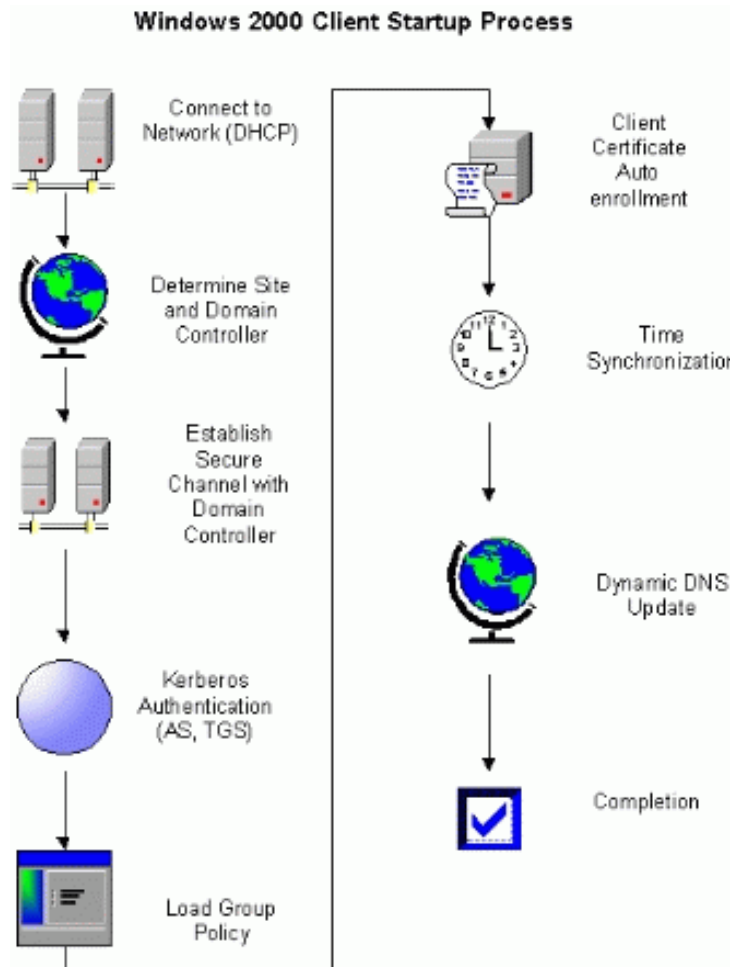 Windows 2000 Client Startup Process
Connect to
Network (DHCP)
Determine Site
and Domain
Controller
Establish
Secure
Channel with
Domain
Controller
Kerberos
Authentication
(AS, TGS)
Load Group
Policy
Client
Certificate
Auto
enrollment
Time
Synchronization
Dynamic DNS
Update
Completion